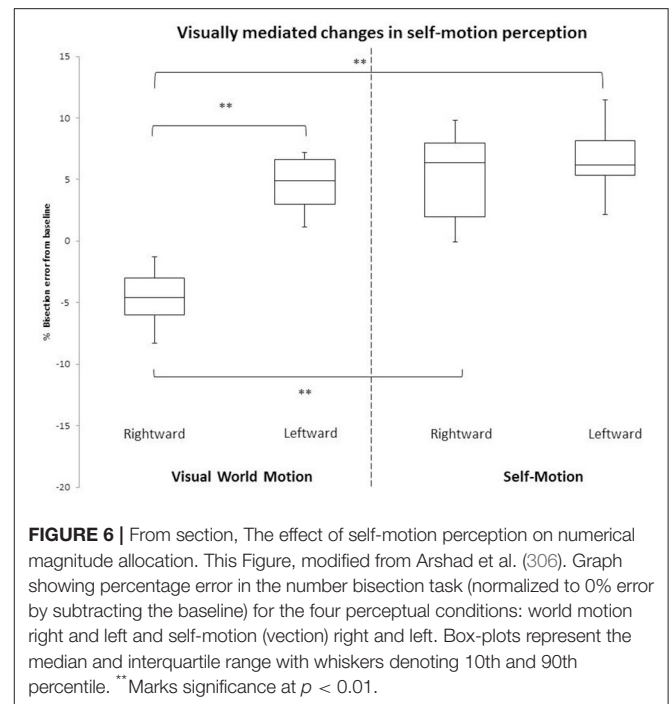 Visually mediated changes in self-motion perception
15
**
**
10
5
0
-5
-10
**
-15
-20
% Bisection error from baseline
Rightward Leftward Rightward Leftward
Visual World Motion Self-Motion
FIGURE 6 | From section, The effect of self-motion perception on numerical
magnitude allocation. This Figure, modified from Arshad et al. (306). Graph
showing percentage error in the number bisection task (normalized to 0% error
by subtracting the baseline) for the four perceptual conditions: world motion
right and left and self-motion (vection) right and left. Box-plots represent the
median and interquartile range with whiskers denoting 10th and 90th
percentile. **Marks significance at p < 0.01.